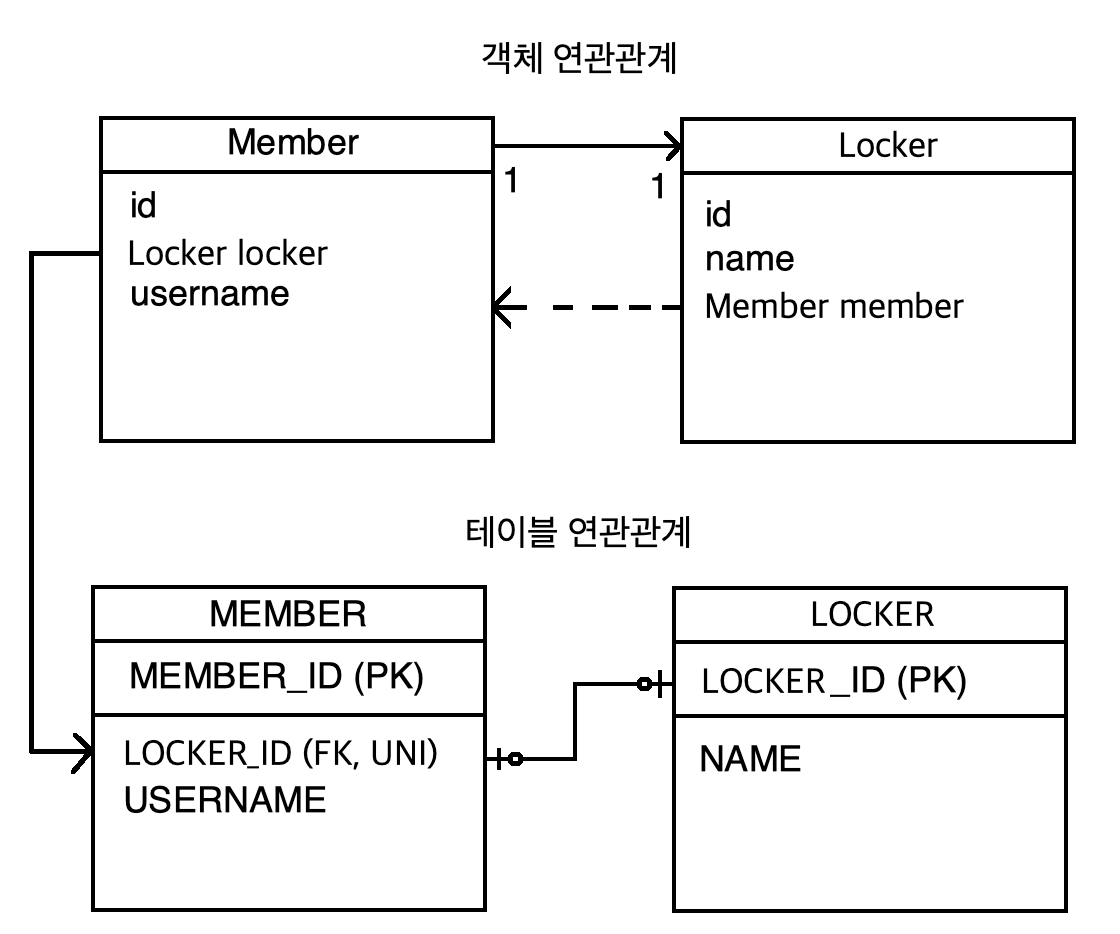 객체 연관관계
Member
id
Locker locker
username
1
1
Locker
id
name
Member member
테이블 연관관계
MEMBER
MEMBER_ID (PK)
LOCKER_ID (FK, UNI)
USERNAME
LOCKER
LOCKER_ID (PK)
NAME